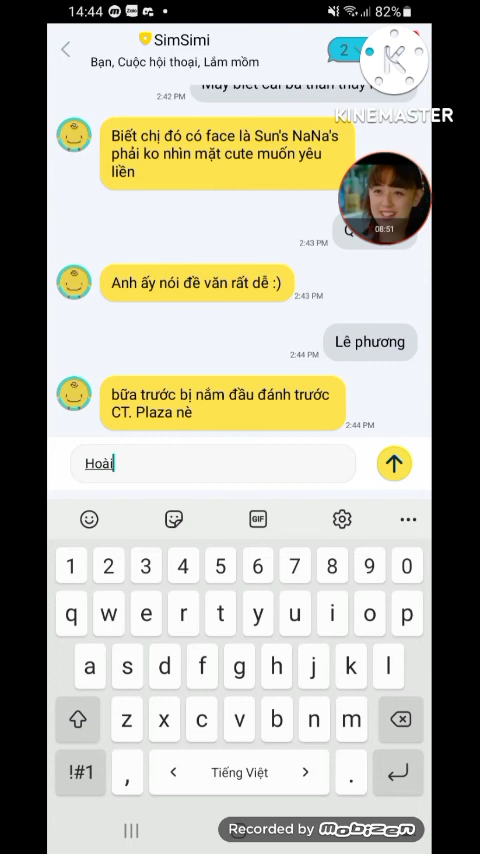 14:44
Zalo
82%
SimSimi
Bạn, Cuộc hội thoại, Lắm mồm
2
KINEMASTER
2:42 PM
Biết chị đó có face là Sun's NaNa's
phải ko nhìn mặt cute muốn yêu
liền
08:51
2:43 PM
Anh ấy nói đề văn rất dễ :)
2:43 PM
Lê phương
2:44 PM
bữa trước bị nắm đầu đánh trước
CT. Plaza nè
2:44 PM
Hoài
GIF
1 2 3 4 5 6 7 8 9 0
q w e r t y u i o p
a s d f g h j k l
z x c v b n m
!#1 , < Tiếng Việt > .
Recorded by MOBIZEN